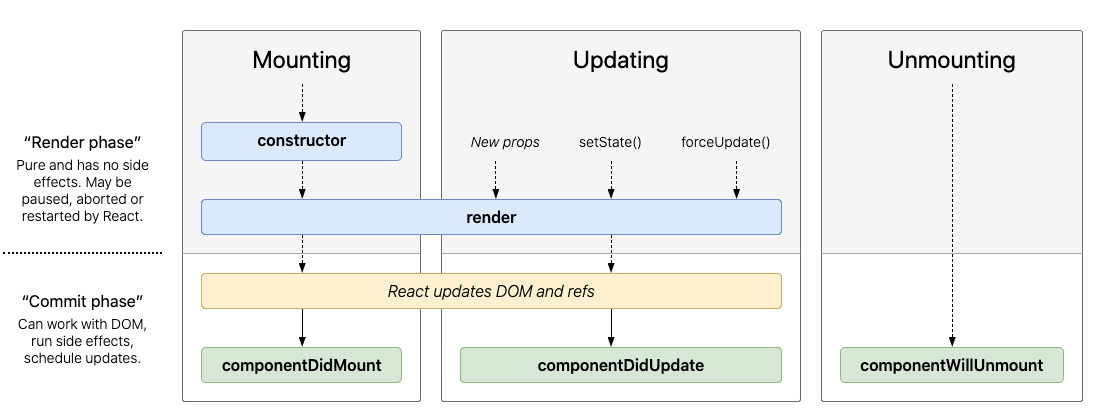 Mounting
Updating
Unmounting
“Render phase”
Pure and has no side
effects. May be
paused, aborted or
restarted by React.
constructor
New props
setState()
forceUpdate()
render
“Commit phase”
Can work with DOM,
run side effects,
schedule updates.
React updates DOM and refs
componentDidMount
componentDidUpdate
componentWillUnmount